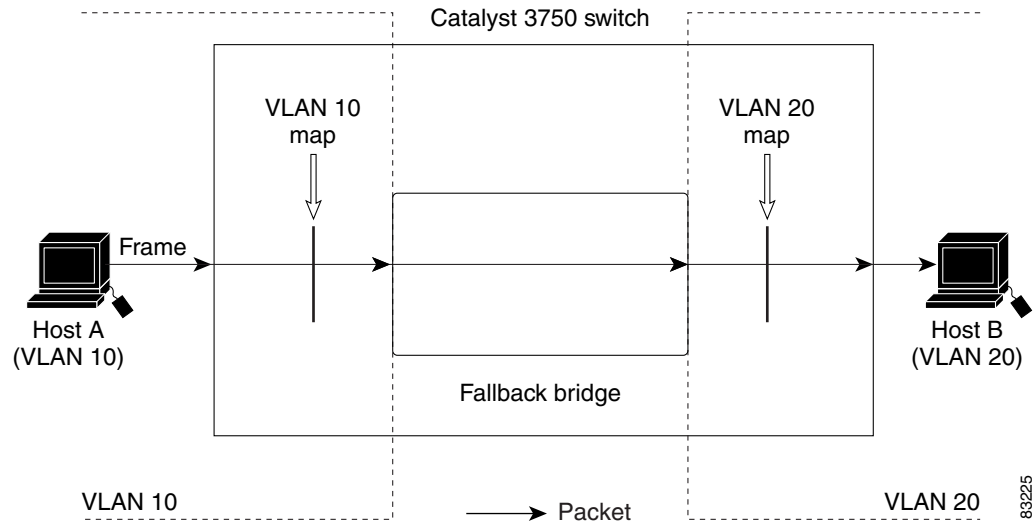 Catalyst 3750 switch
VLAN 10
map
VLAN 20
map
Frame
Host A
(VLAN 10)
Host B
(VLAN 20)
Fallback bridge
VLAN 10
Packet
VLAN 20
83225